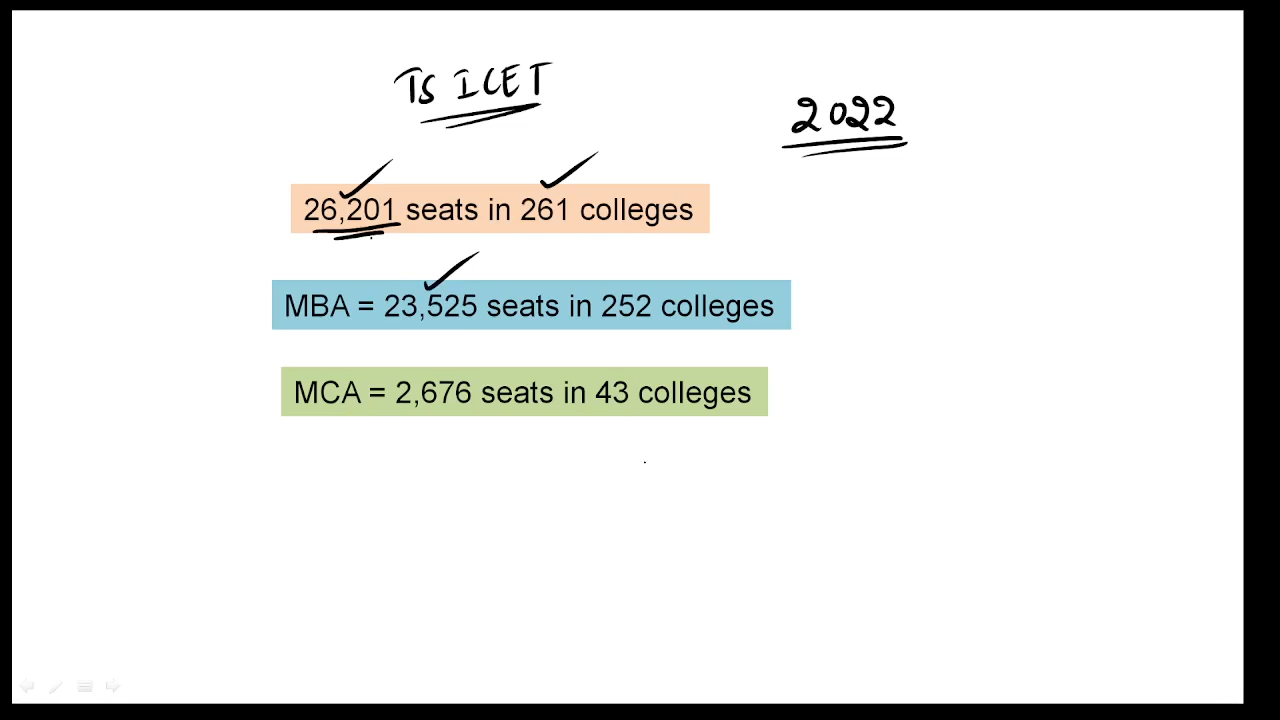 TS ICET
2022
26,201 seats in 261 colleges
MBA = 23,525 seats in 252 colleges
MCA = 2,676 seats in 43 colleges